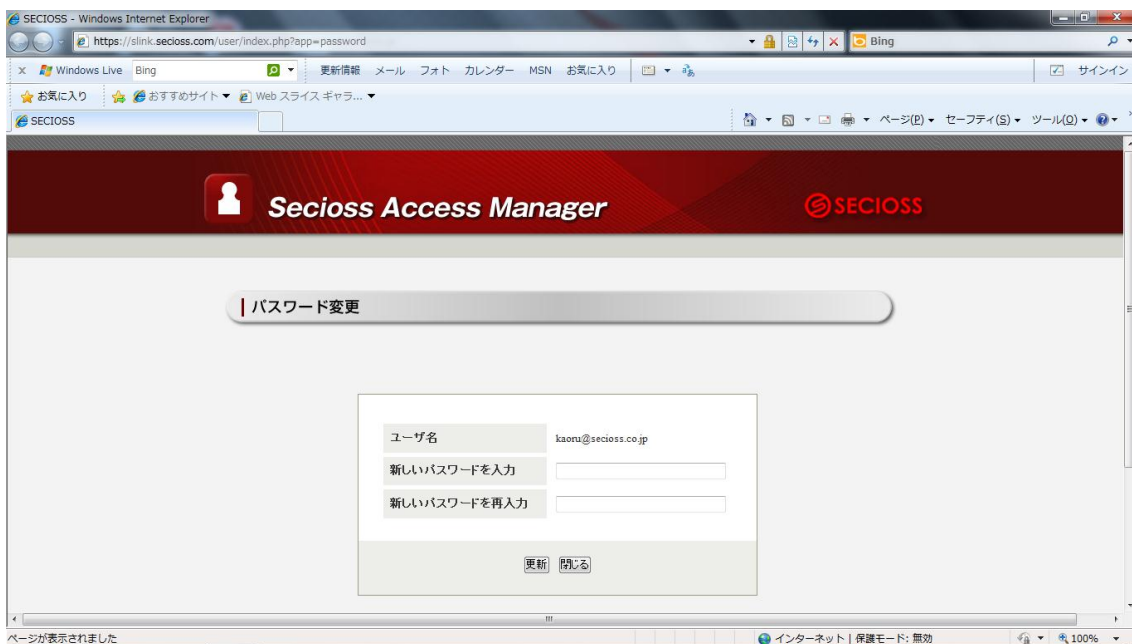 SECIOSS - Windows Internet Explorer
https://slink.secioss.com/user/index.php?app=password
Bing
x Windows Live Bing 更新情報 メール フォト カレンダー MSN お気に入り サインイン
お気に入り おすすめサイト ▼ Web スライス ギャラ... ▼
SECIOSS ページ(P) セーフティ(S) ツール(O)
Secioss Access Manager SECIOSS
パスワード変更
ユーザ名 kaoru@secioss.co.jp
新しいパスワードを入力
新しいパスワードを再入力
更新 閉じる
ページが表示されました インターネット | 保護モード: 無効 100%